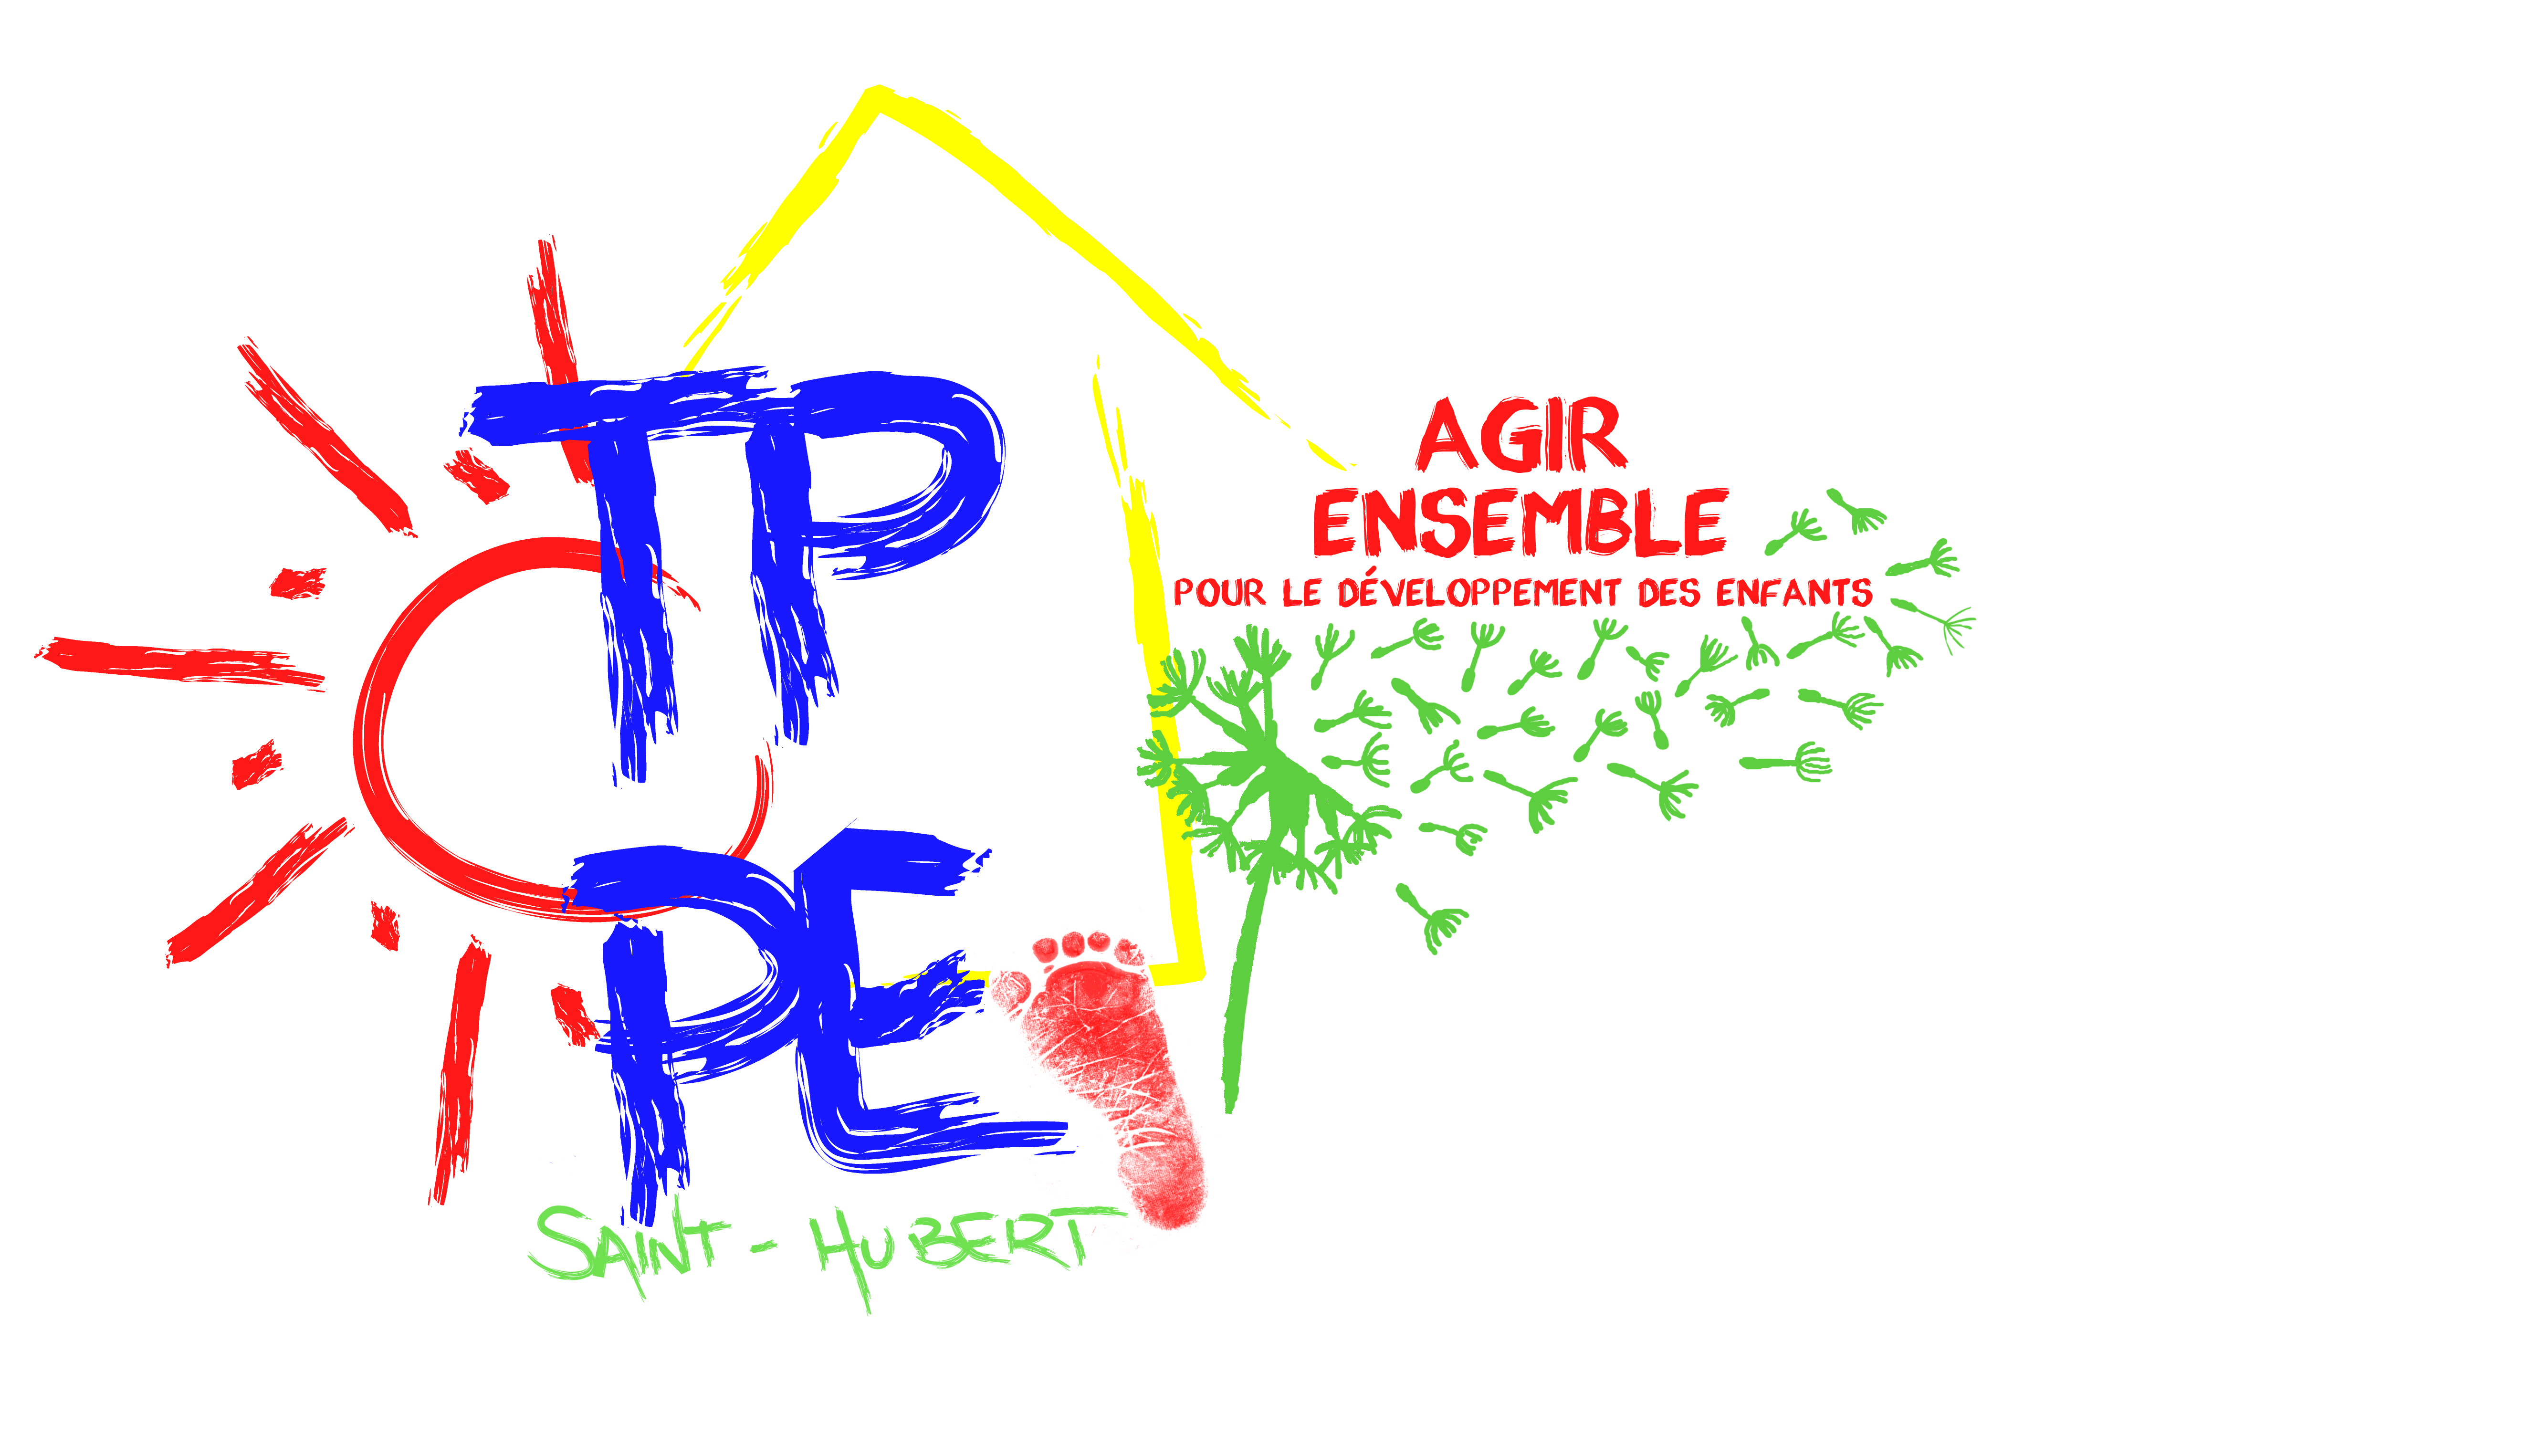 TP
PE
SAINT-HUBERT
AGIR
ENSEMBLE
POUR LE DÉVELOPPEMENT DES ENFANTS